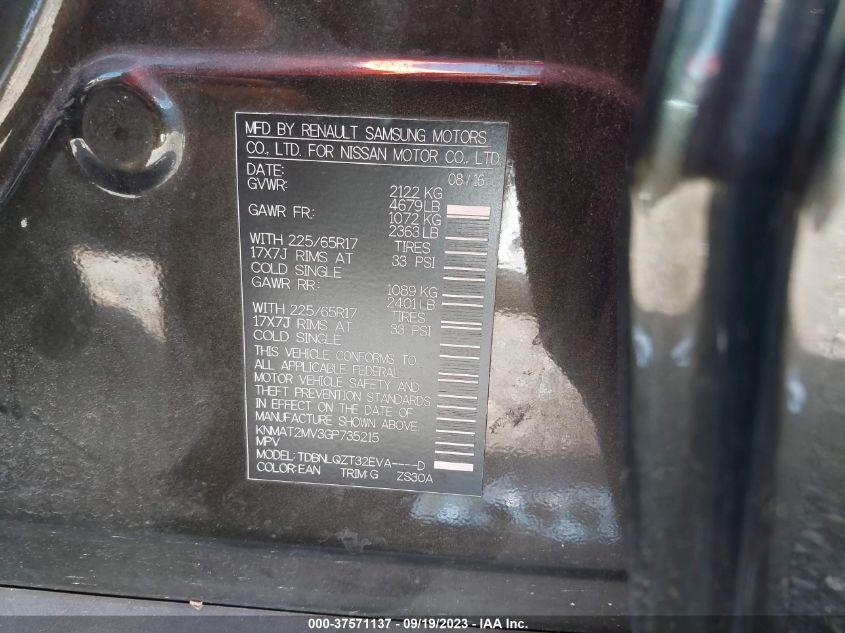 MFD BY RENAULT SAMSUNG MOTORS
CO., LTD. FOR NISSAN MOTOR CO., LTD.
DATE: 08/16
GVWR: 2122 KG
4679LB
GAWR FR: 1072 KG
2363LB
WITH 225/65R17 TIRES
17X7J RIMS AT 33 PSI
COLD SINGLE
GAWR RR: 1089 KG
2401LB
WITH 225/65R17 TIRES
17X7J RIMS AT 33 PSI
COLD SINGLE
THIS VEHICLE CONFORMS TO
ALL APPLICABLE FEDERAL
MOTOR VEHICLE SAFETY AND
THEFT PREVENTION STANDARDS
IN EFFECT ON THE DATE OF
MANUFACTURE SHOWN ABOVE.
KNMAT2MV3GP735215
MPV
MODEL: TDBNLQZT32EVA----D
COLOR: EAN TRIM: G ZS30A
000-37571137 - 09/19/2023 - IAA Inc.